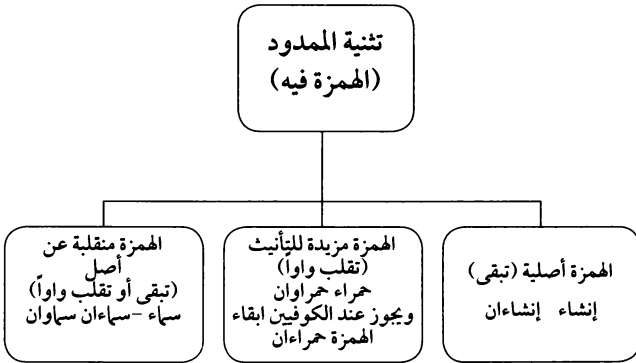 تثنية الممدود
(الهمزة فيه)
الهمزة أصلية (تبقى)
إنشاء إنشاءان
الهمزة مزيدة للتأنيث
(تقلب واواً)
حمراء حمراوان
ويجوز عند الكوفيين ابقاء
الهمزة حمراءان
الهمزة منقلبة عن
أصل
(تبقى أو تقلب واواً)
سماء –سماءان سماوان